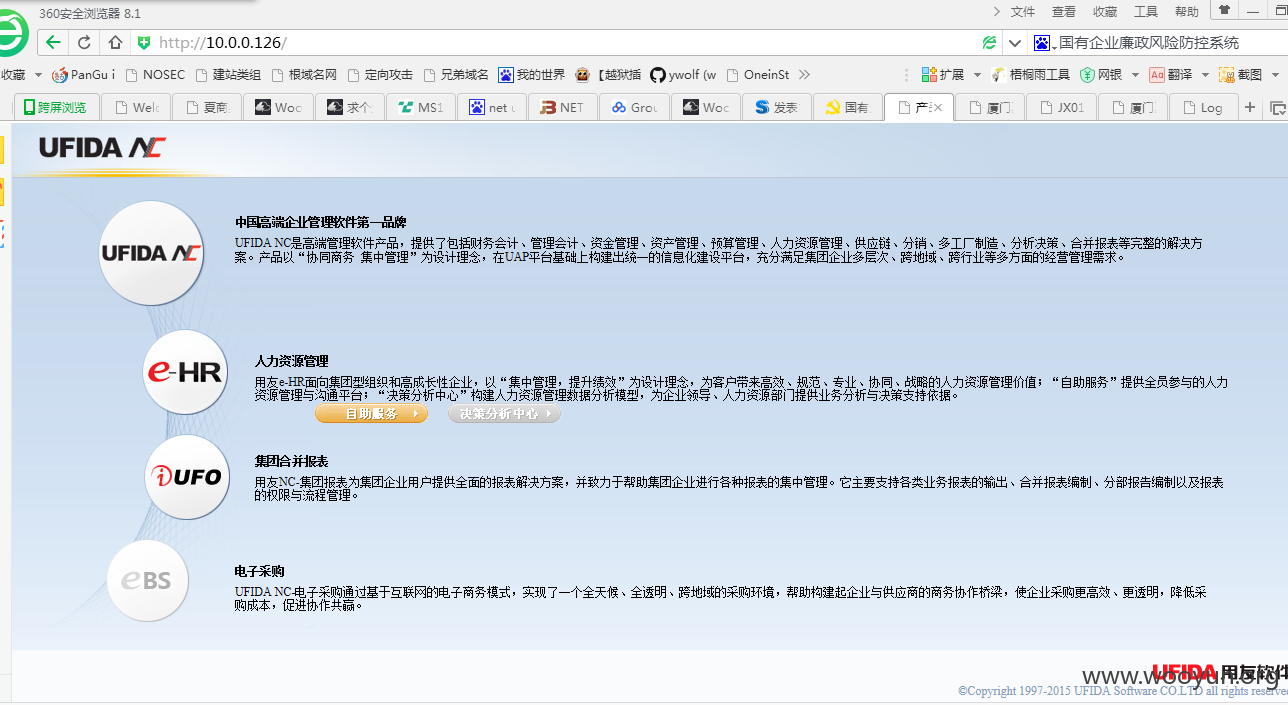 360安全浏览器 8.1
文件 查看 收藏 工具 帮助
http://10.0.0.126/
国有企业廉政风险防控系统
收藏 PanGu i NOSEC 建站类组 根域名网 定向攻击 兄弟域名 我的世界 【越狱插 ywolf (w OneinSt 扩展 梧桐雨工具 网银 翻译 截图
跨屏浏览 Welc 夏商 Woc 求个 MS1 net u NET Grou Woc 发表 国有 产品 厦门 JX01 厦门 Log
UFIDA NC
UFIDA NC
中国高端企业管理软件第一品牌
UFIDA NC是高端管理软件产品，提供了包括财务会计、管理会计、资金管理、资产管理、预算管理、人力资源管理、供应链、分销、多工厂制造、分析决策、合并报表等完整的解决方
案。产品以“协同商务 集中管理”为设计理念，在UAP平台基础上构建出统一的信息化建设平台，充分满足集团企业多层次、跨地域、跨行业等多方面的经营管理需求。
e-HR
人力资源管理
用友e-HR面向集团型组织和高成长性企业，以“集中管理，提升绩效”为设计理念，为客户带来高效、规范、专业、协同、战略的人力资源管理价值；“自助服务”提供全员参与的人力
资源管理与沟通平台；“决策分析中心”构建人力资源管理数据分析模型，为企业领导、人力资源部门提供业务分析与决策支持依据。
自助服务 决策分析中心
iUFO
集团合并报表
用友NC-集团报表为集团企业用户提供全面的报表解决方案，并致力于帮助集团企业进行各种报表的集中管理。它主要支持各类业务报表的输出、合并报表编制、分部报告编制以及报表
的权限与流程管理。
eBS
电子采购
UFIDA NC-电子采购通过基于互联网的电子商务模式，实现了一个全天候、全透明、跨地域的采购环境，帮助构建起企业与供应商的商务协作桥梁，使企业采购更高效、更透明，降低采
购成本，促进协作共赢。
UFIDA 用友软件
www.wooyun.org
©Copyright 1997-2015 UFIDA Software CO.LTD all rights reserve